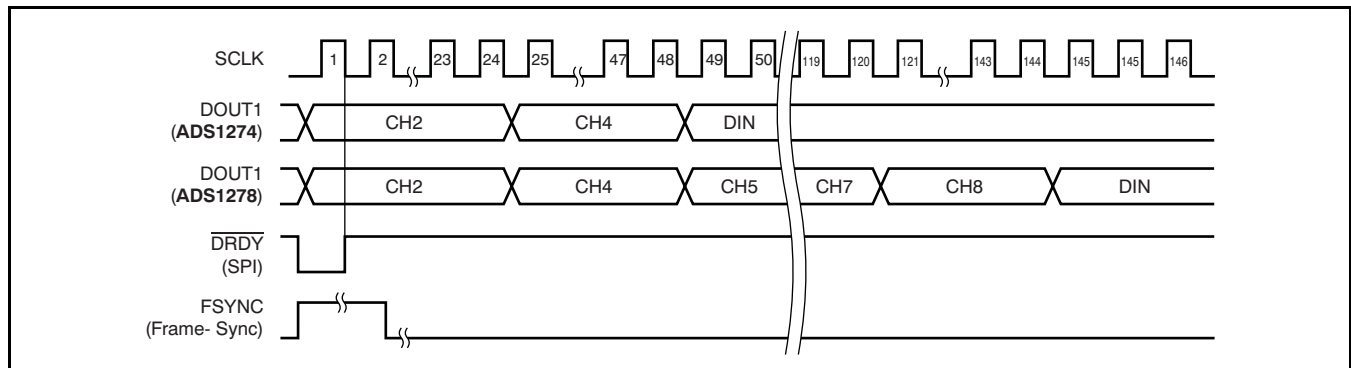 SCLK 1 2 23 24 25 47 48 49 50 119 120 121 143 144 145 145 146
DOUT1
(ADS1274) CH2 CH4 DIN
DOUT1
(ADS1278) CH2 CH4 CH5 CH7 CH8 DIN
DRDY
(SPI)
FSYNC
(Frame- Sync)